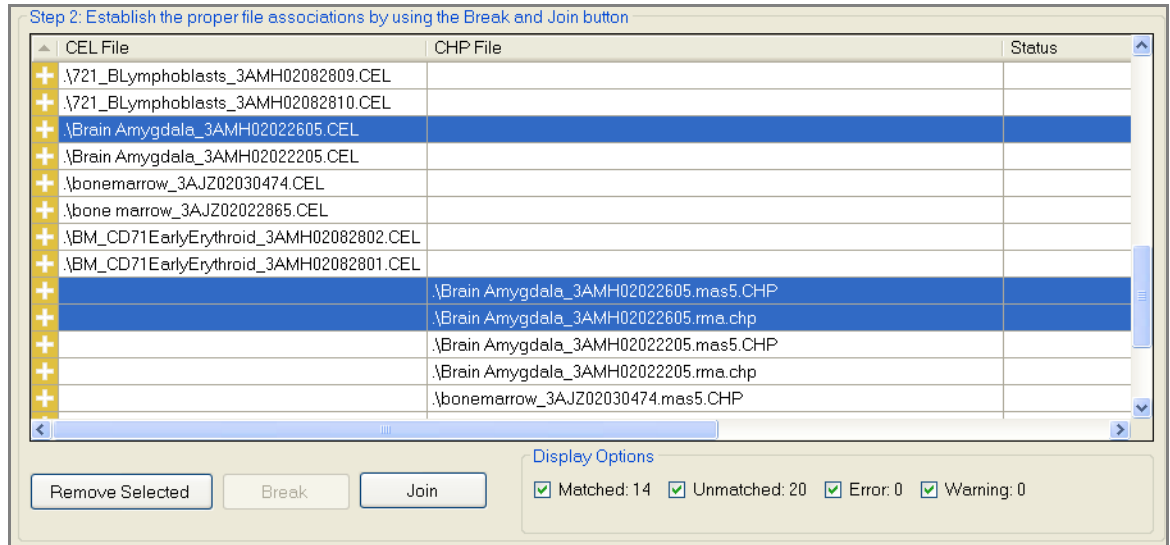 Step 2: Establish the proper file associations by using the Break and Join button
CEL File CHP File Status
.\721_BLymphoblasts_3AMH02082809.CEL
.\721_BLymphoblasts_3AMH02082810.CEL
.\Brain Amygdala_3AMH02022605.CEL
.\Brain Amygdala_3AMH02022205.CEL
.\bonemarrow_3AJZ02030474.CEL
.\bone marrow_3AJZ02022865.CEL
.\BM_CD71EarlyErythroid_3AMH02082802.CEL
.\BM_CD71EarlyErythroid_3AMH02082801.CEL
.\Brain Amygdala_3AMH02022605.mas5.CHP
.\Brain Amygdala_3AMH02022605.rma.chp
.\Brain Amygdala_3AMH02022205.mas5.CHP
.\Brain Amygdala_3AMH02022205.rma.chp
.\bonemarrow_3AJZ02030474.mas5.CHP
Display Options
Remove Selected Break Join Matched: 14 Unmatched: 20 Error: 0 Warning: 0